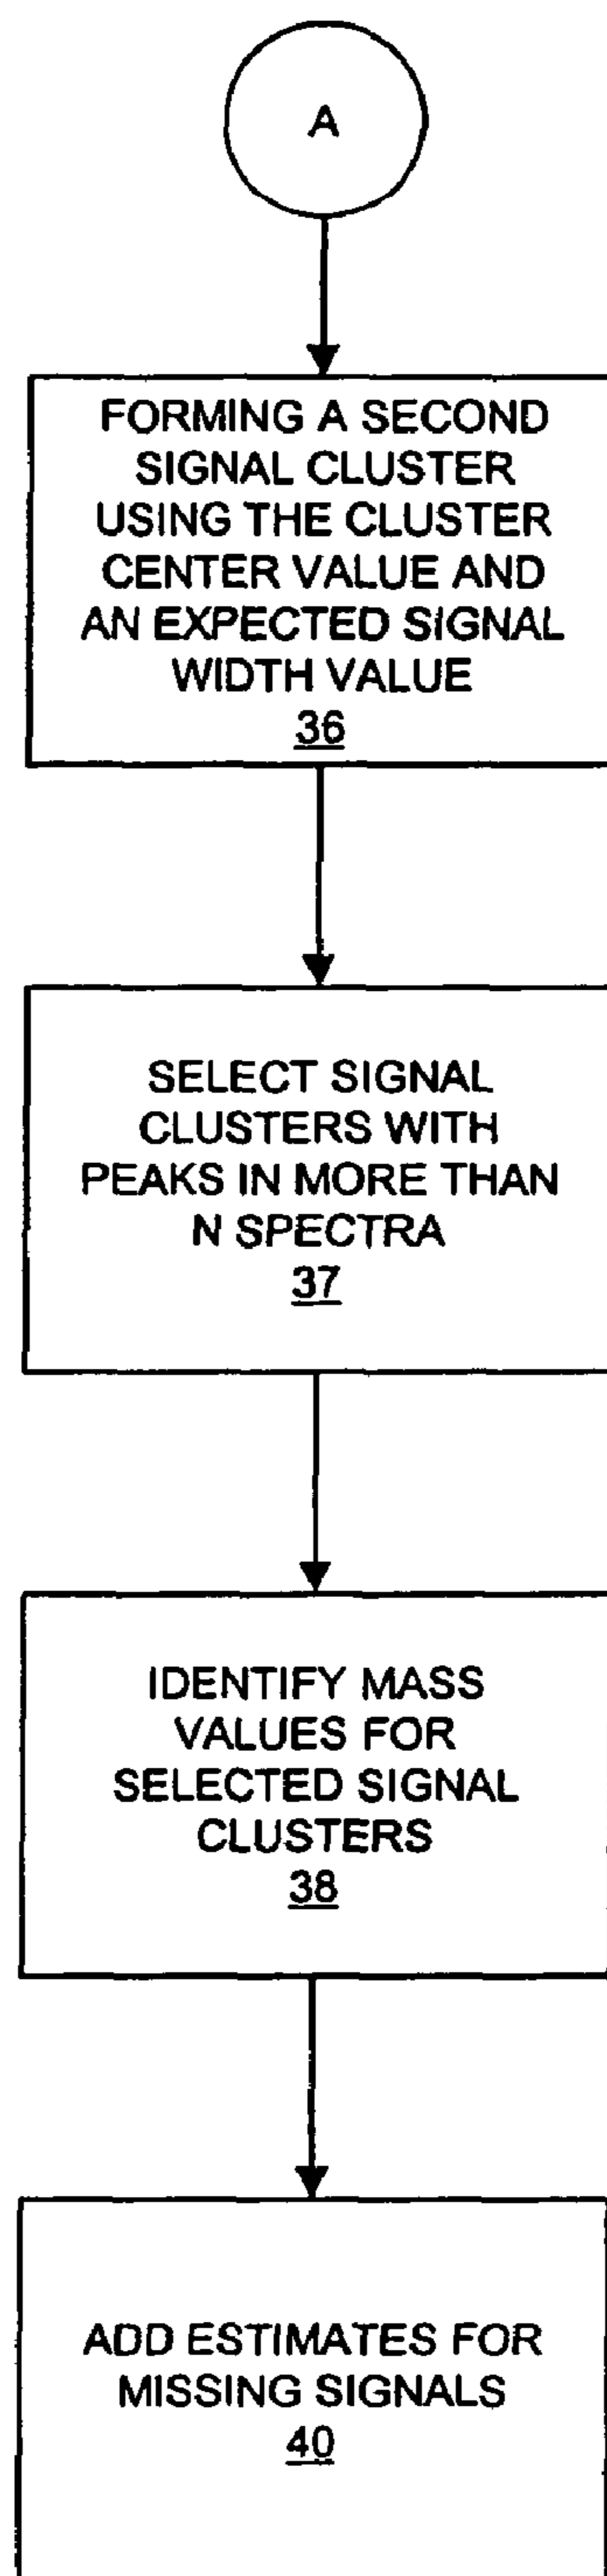 A
FORMING A SECOND
SIGNAL CLUSTER
USING THE CLUSTER
CENTER VALUE AND
AN EXPECTED SIGNAL
WIDTH VALUE
36
SELECT SIGNAL
CLUSTERS WITH
PEAKS IN MORE THAN
N SPECTRA
37
IDENTIFY MASS
VALUES FOR
SELECTED SIGNAL
CLUSTERS
38
ADD ESTIMATES FOR
MISSING SIGNALS
40